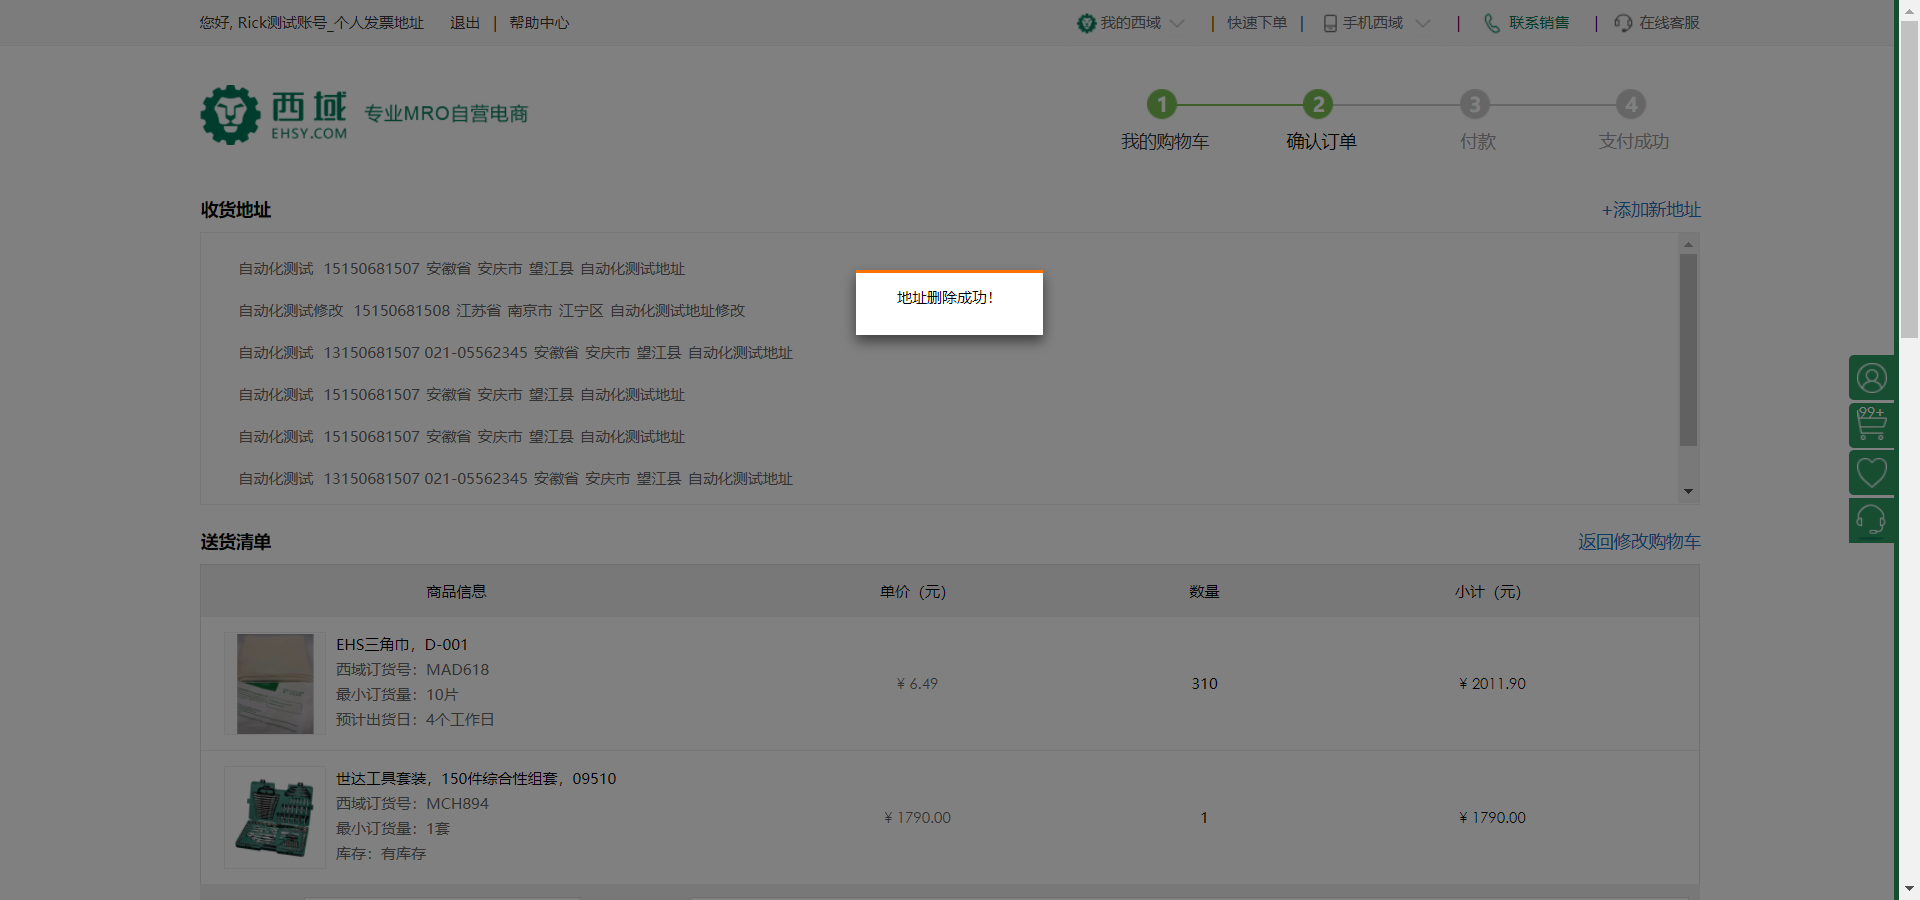 您好, Rick测试账号_个人发票地址 退出 | 帮助中心 我的西域 | 快速下单 | 手机西域 | 联系销售 | 在线客服
西域 专业MRO自营电商
EHSY.COM
1 2 3 4
我的购物车 确认订单 付款 支付成功
收货地址 +添加新地址
自动化测试 15150681507 安徽省 安庆市 望江县 自动化测试地址
地址删除成功！
自动化测试修改 15150681508 江苏省 南京市 江宁区 自动化测试地址修改
自动化测试 13150681507 021-05562345 安徽省 安庆市 望江县 自动化测试地址
自动化测试 15150681507 安徽省 安庆市 望江县 自动化测试地址
99+
自动化测试 15150681507 安徽省 安庆市 望江县 自动化测试地址
自动化测试 13150681507 021-05562345 安徽省 安庆市 望江县 自动化测试地址
送货清单 返回修改购物车
商品信息 单价（元） 数量 小计（元）
EHS三角巾，D-001
西域订货号：MAD618
最小订货量：10片
预计出货日：4个工作日
¥ 6.49 310 ¥ 2011.90
世达工具套装，150件综合性组套，09510
西域订货号：MCH894
最小订货量：1套
库存：有库存
¥ 1790.00 1 ¥ 1790.00